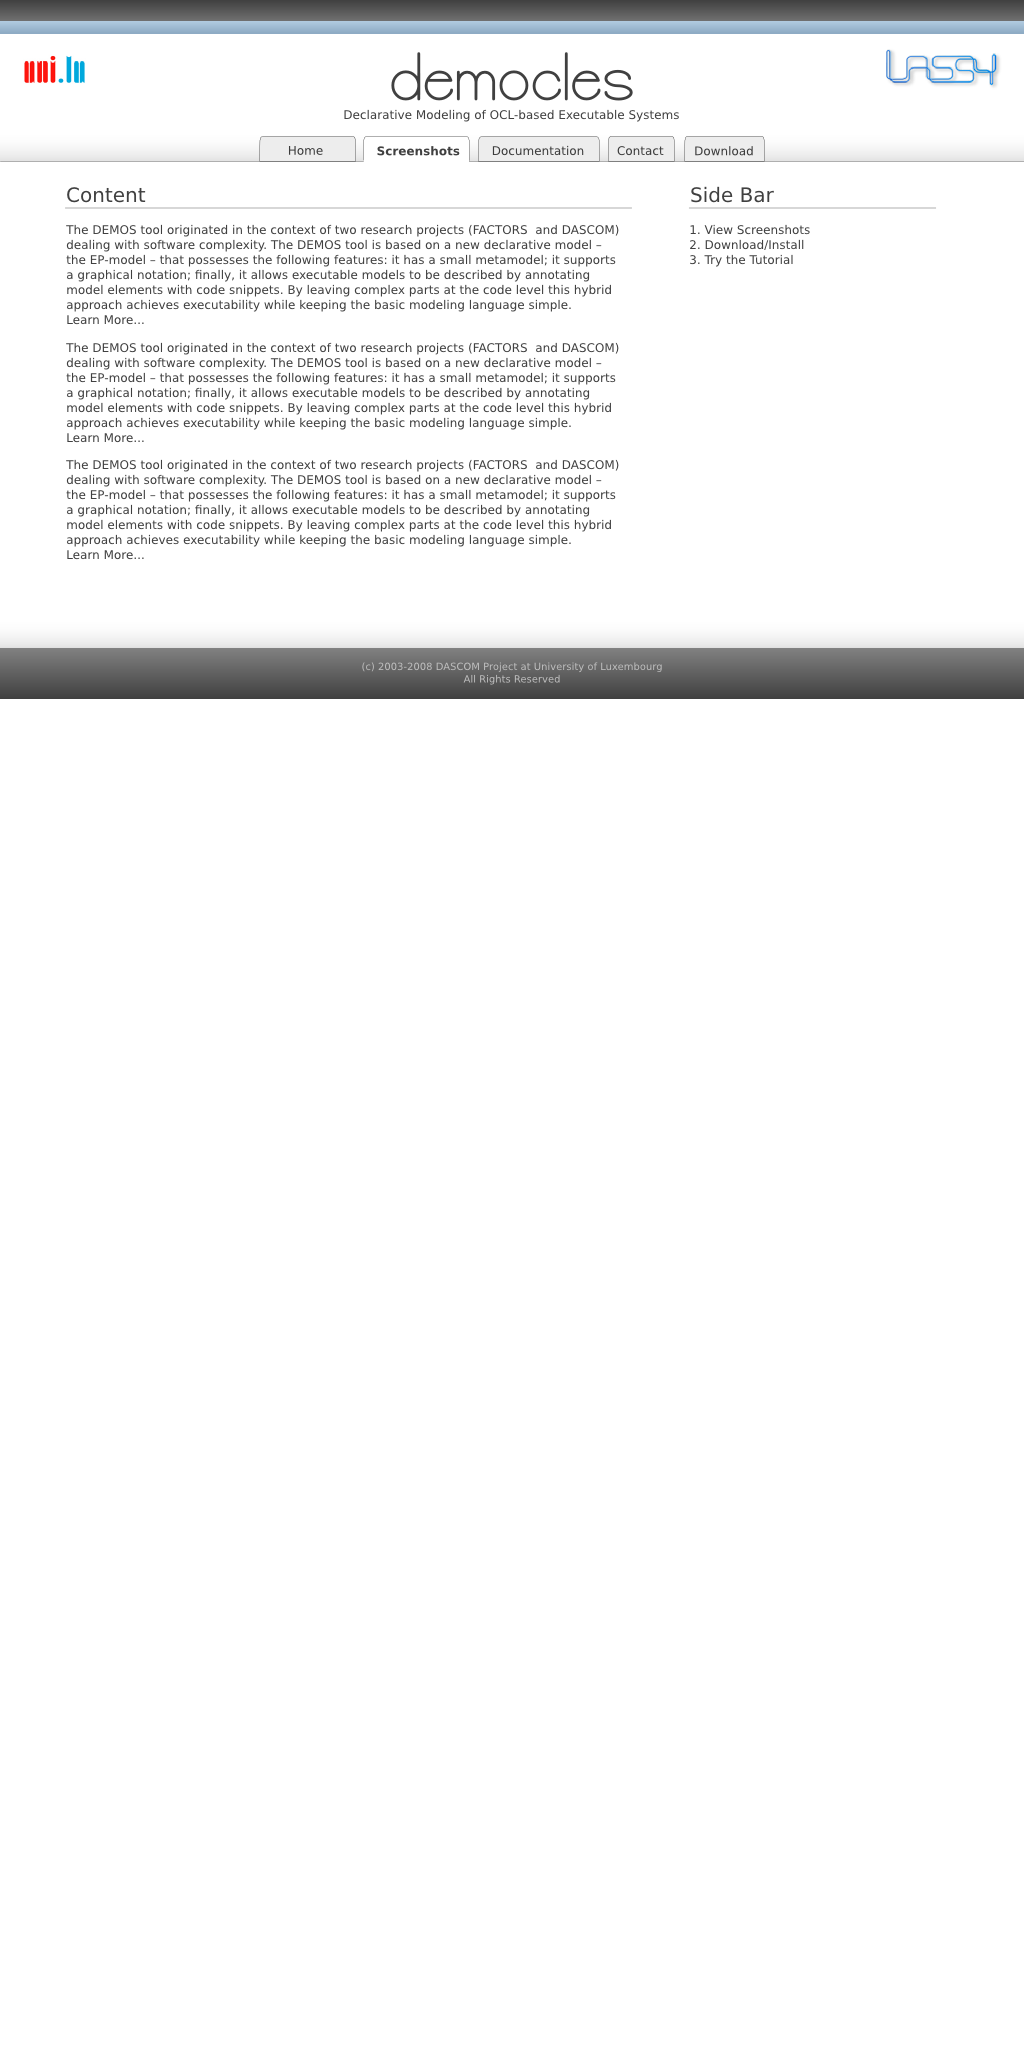 uni.lu
democles
LASSY
Declarative Modeling of OCL-based Executable Systems
Home
Screenshots
Documentation
Contact
Download
Content
The DEMOS tool originated in the context of two research projects (FACTORS  and DASCOM)
dealing with software complexity. The DEMOS tool is based on a new declarative model –
the EP-model – that possesses the following features: it has a small metamodel; it supports
a graphical notation; finally, it allows executable models to be described by annotating
model elements with code snippets. By leaving complex parts at the code level this hybrid
approach achieves executability while keeping the basic modeling language simple.
Learn More...
The DEMOS tool originated in the context of two research projects (FACTORS  and DASCOM)
dealing with software complexity. The DEMOS tool is based on a new declarative model –
the EP-model – that possesses the following features: it has a small metamodel; it supports
a graphical notation; finally, it allows executable models to be described by annotating
model elements with code snippets. By leaving complex parts at the code level this hybrid
approach achieves executability while keeping the basic modeling language simple.
Learn More...
The DEMOS tool originated in the context of two research projects (FACTORS  and DASCOM)
dealing with software complexity. The DEMOS tool is based on a new declarative model –
the EP-model – that possesses the following features: it has a small metamodel; it supports
a graphical notation; finally, it allows executable models to be described by annotating
model elements with code snippets. By leaving complex parts at the code level this hybrid
approach achieves executability while keeping the basic modeling language simple.
Learn More...
Side Bar
1. View Screenshots
2. Download/Install
3. Try the Tutorial
(c) 2003-2008 DASCOM Project at University of Luxembourg
All Rights Reserved